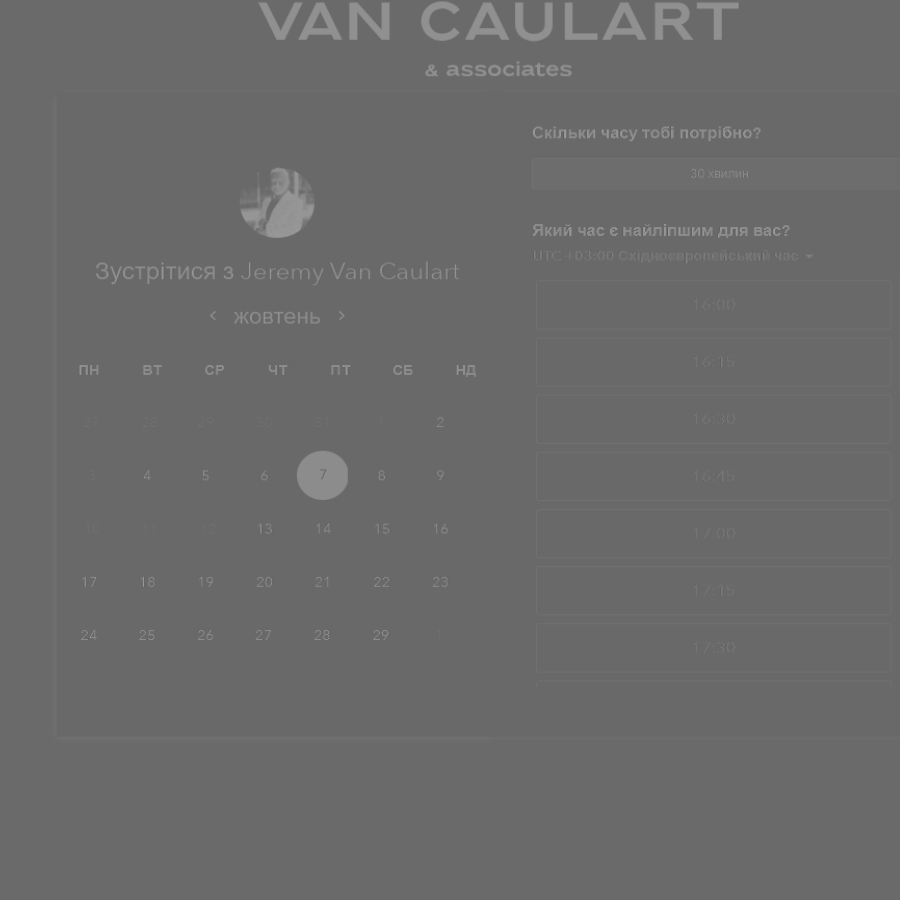 VAN CAULART
& associates
Зустрітися з Jeremy Van Caulart
< жовтень >
ПН ВТ СР ЧТ ПТ СБ НД
27 28 29 30 31 1 2
3 4 5 6 7 8 9
10 11 12 13 14 15 16
17 18 19 20 21 22 23
24 25 26 27 28 29 1
Скільки часу тобі потрібно?
30 хвилин
Який час є найліпшим для вас?
UTC +03:00 Східноєвропейський час
16:00
16:15
16:30
16:45
17:00
17:15
17:30